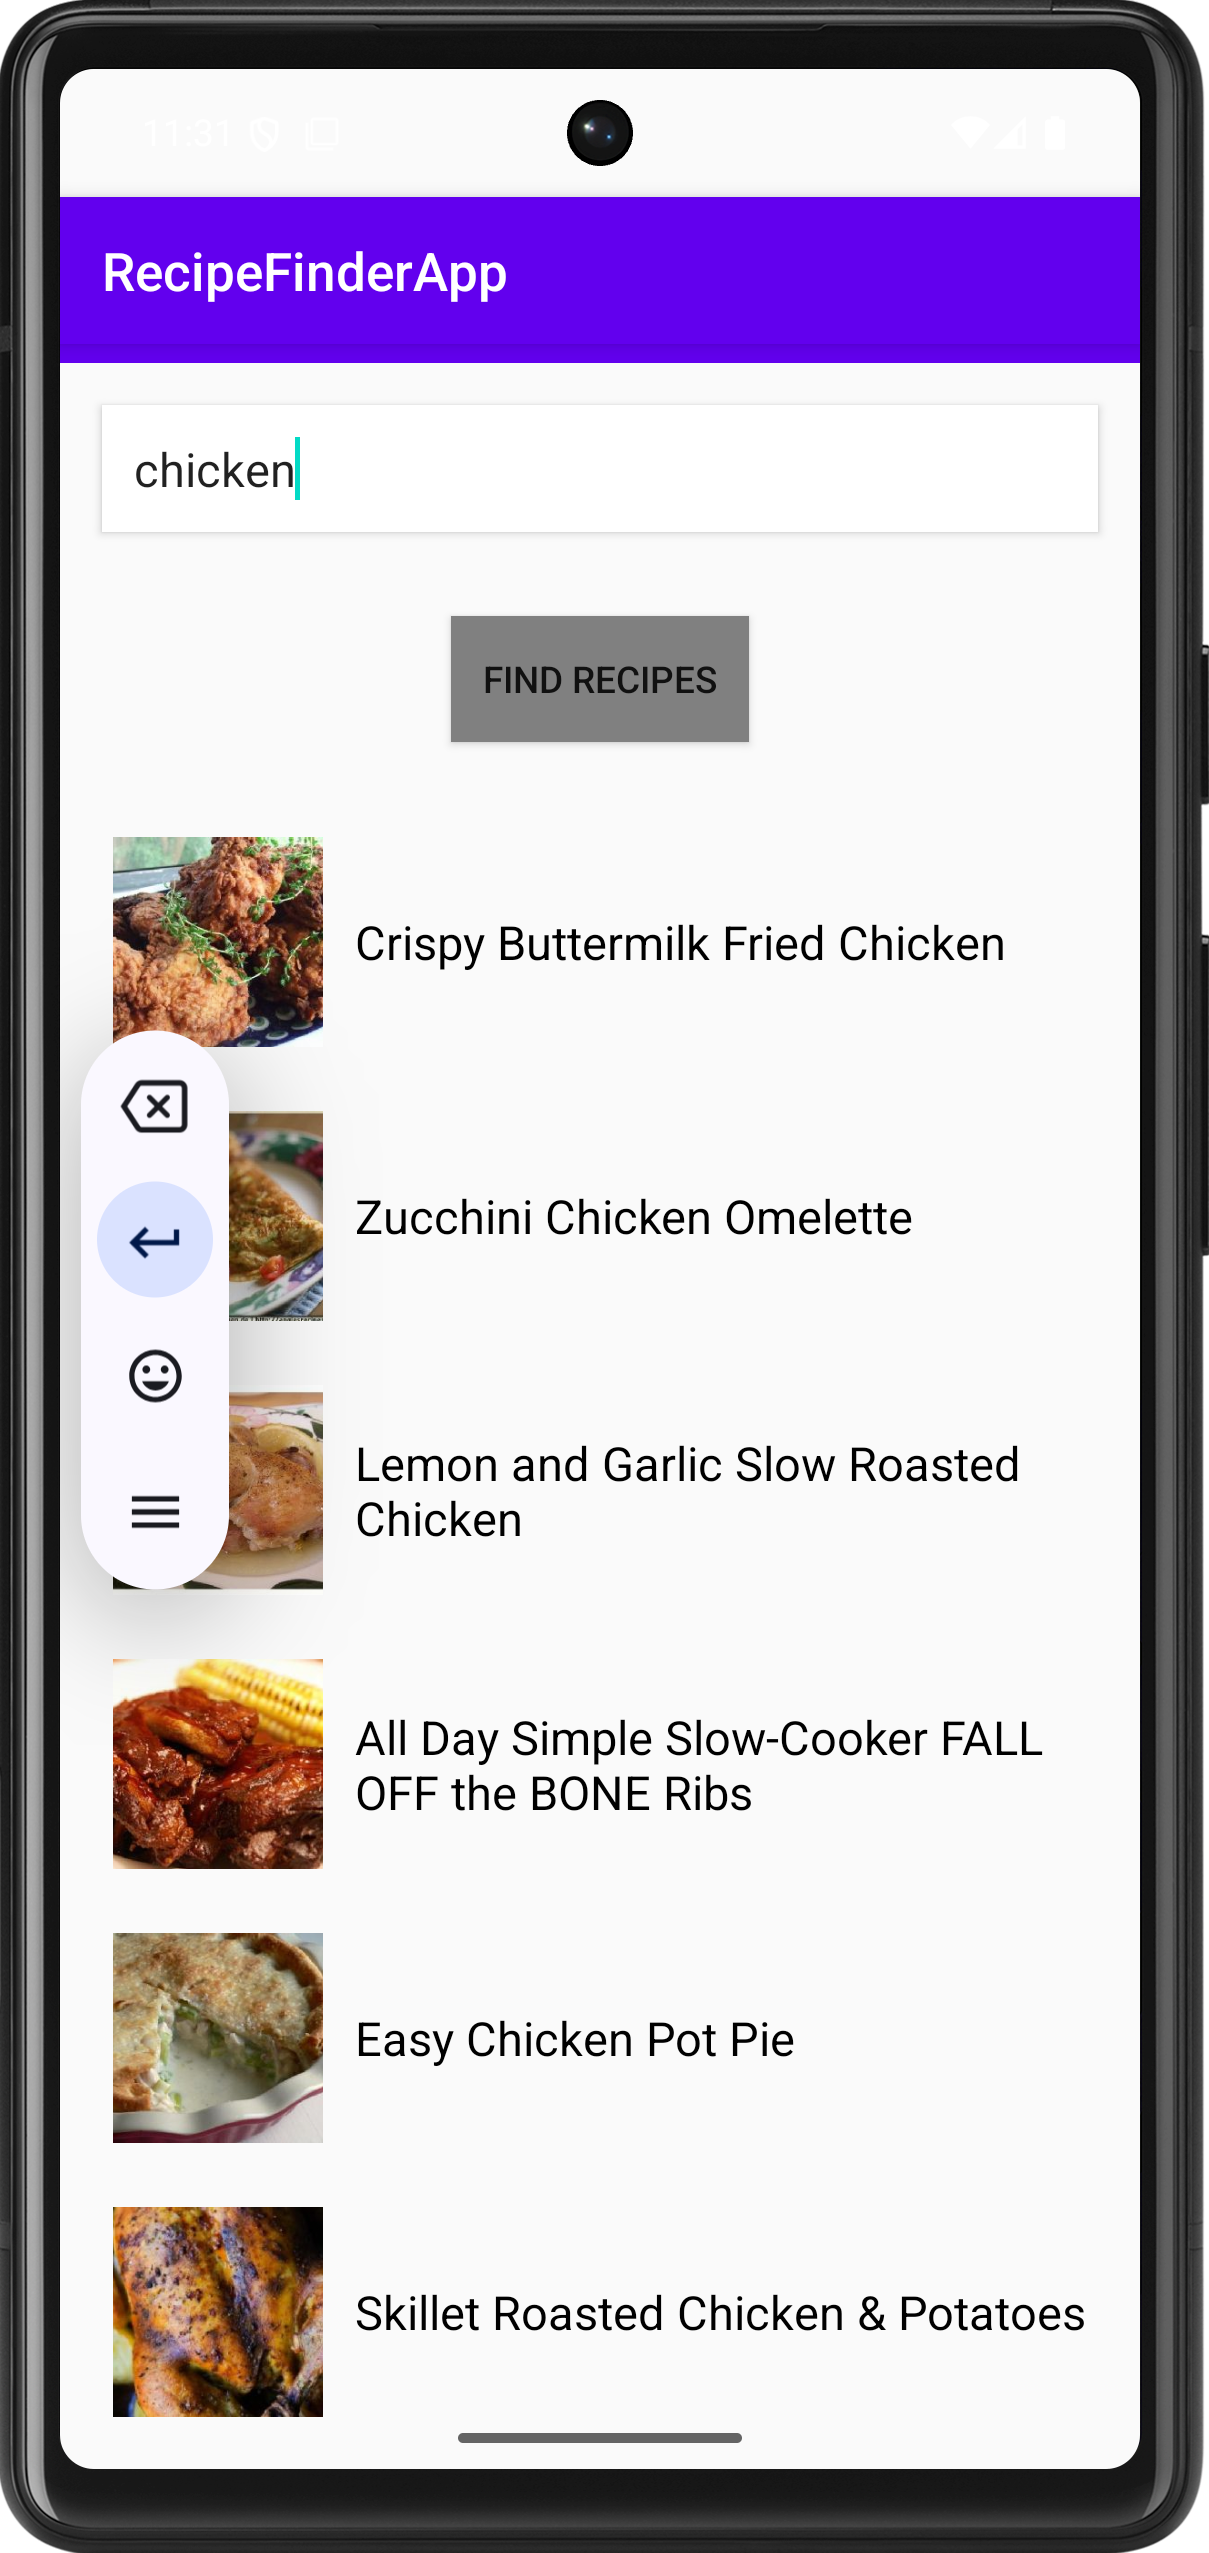 11:31
RecipeFinderApp
chicken
FIND RECIPES
Crispy Buttermilk Fried Chicken
Zucchini Chicken Omelette
Lemon and Garlic Slow Roasted
Chicken
All Day Simple Slow-Cooker FALL
OFF the BONE Ribs
Easy Chicken Pot Pie
Skillet Roasted Chicken & Potatoes